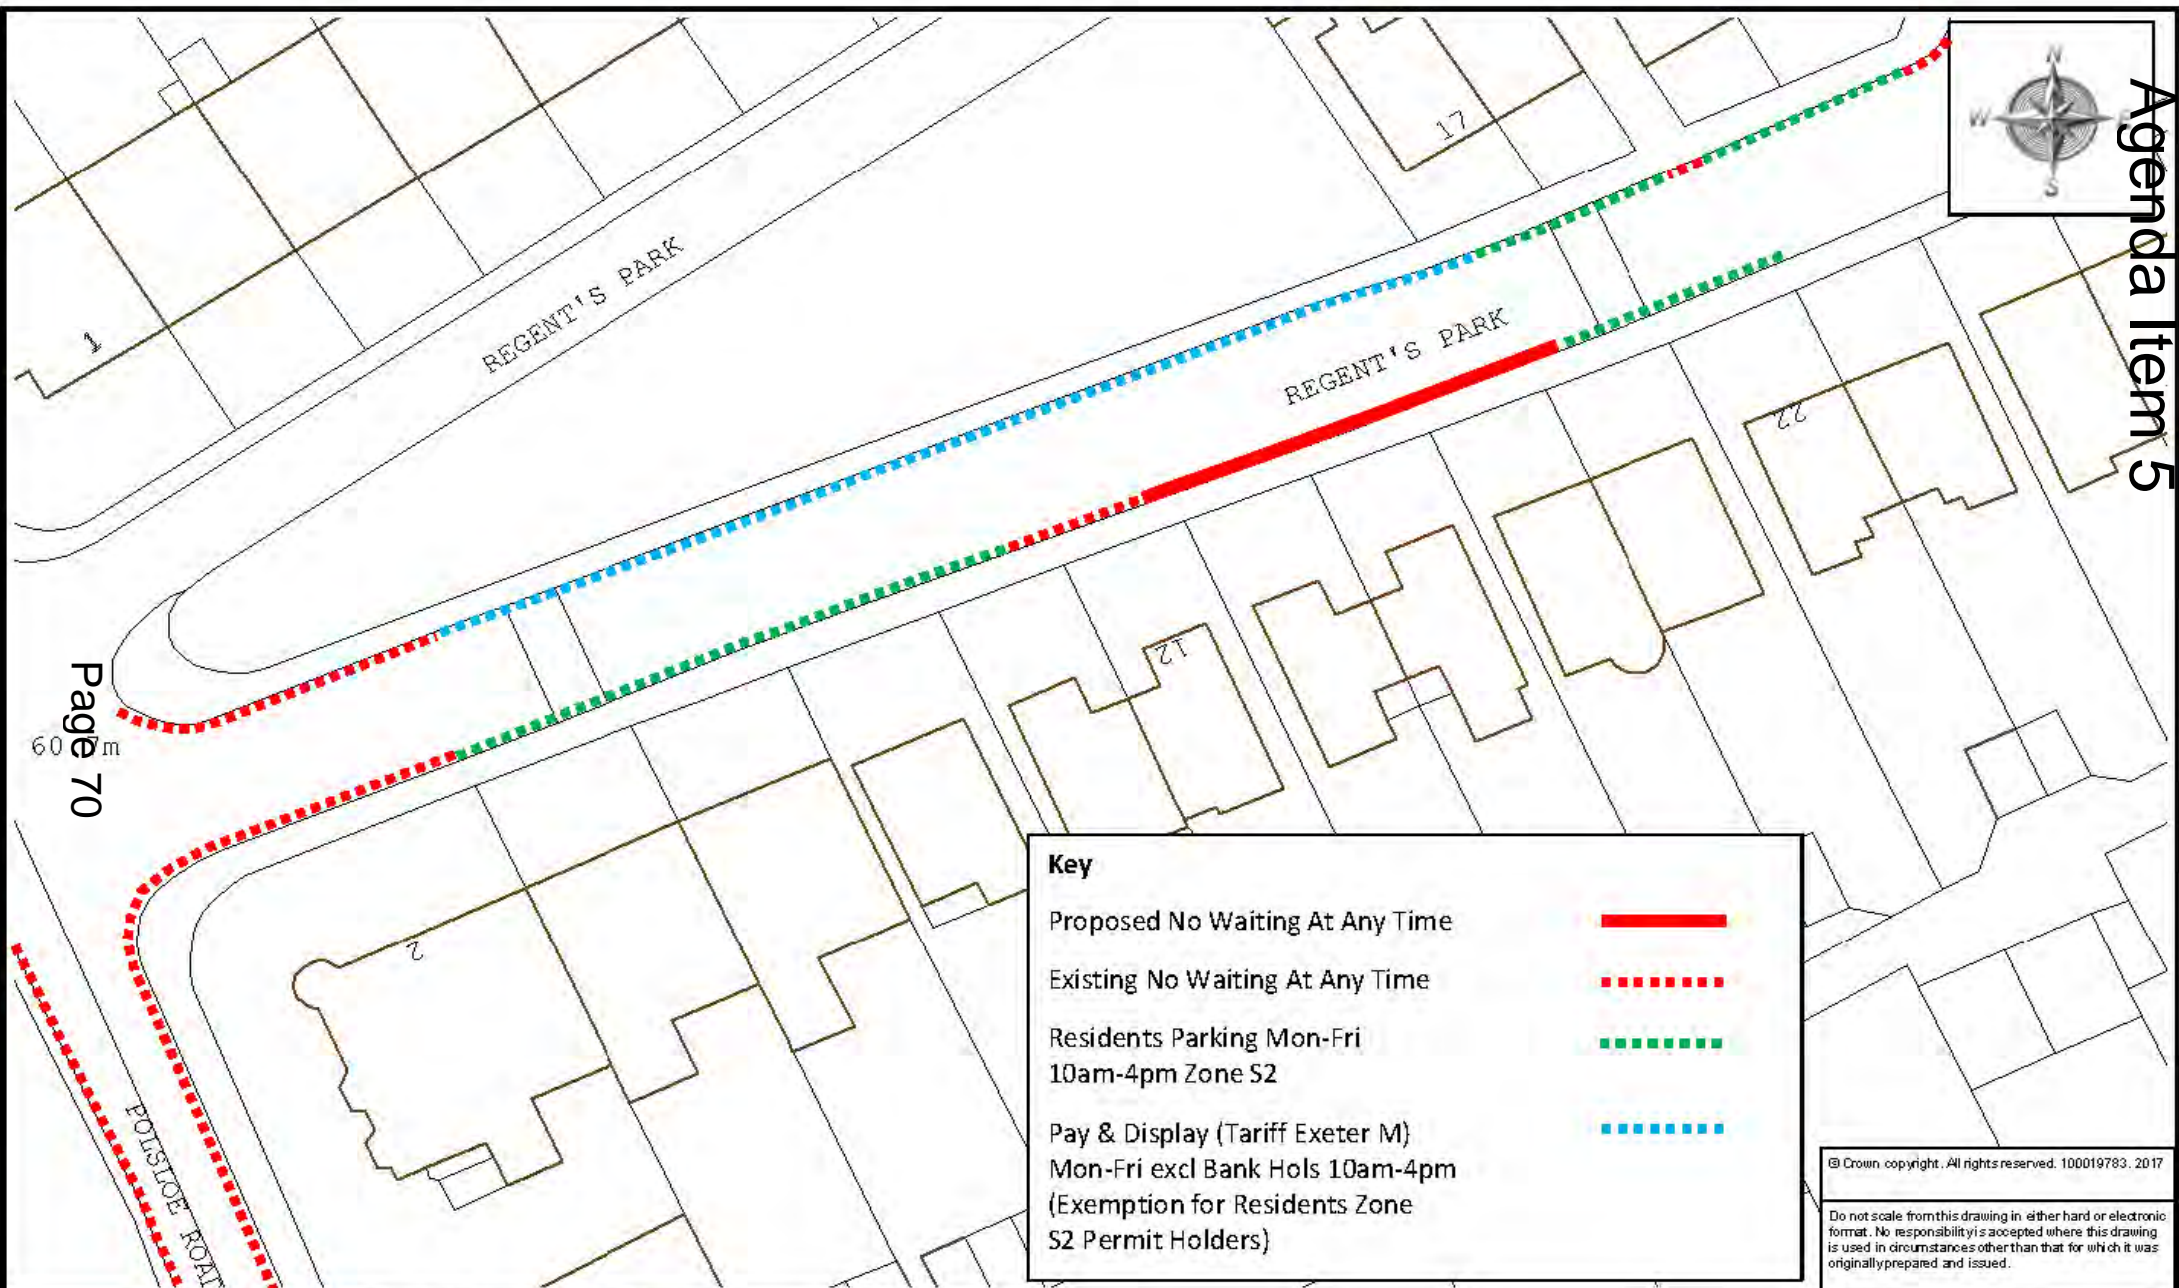 Agenda Item 5
Page 70
N
W
S
17
REGENT'S PARK
1
REGENT'S PARK
22
12
2
POLSLOE ROAD
Key
Proposed No Waiting At Any Time
Existing No Waiting At Any Time
Residents Parking Mon-Fri
10am-4pm Zone S2
Pay & Display (Tariff Exeter M)
Mon-Fri excl Bank Hols 10am-4pm
(Exemption for Residents Zone
S2 Permit Holders)
© Crown copyright. All rights reserved. 100019783. 2017
Do not scale from this drawing in either hard or electronic
format. No responsibility is accepted where this drawing
is used in circumstances other than that for which it was
originally prepared and issued.